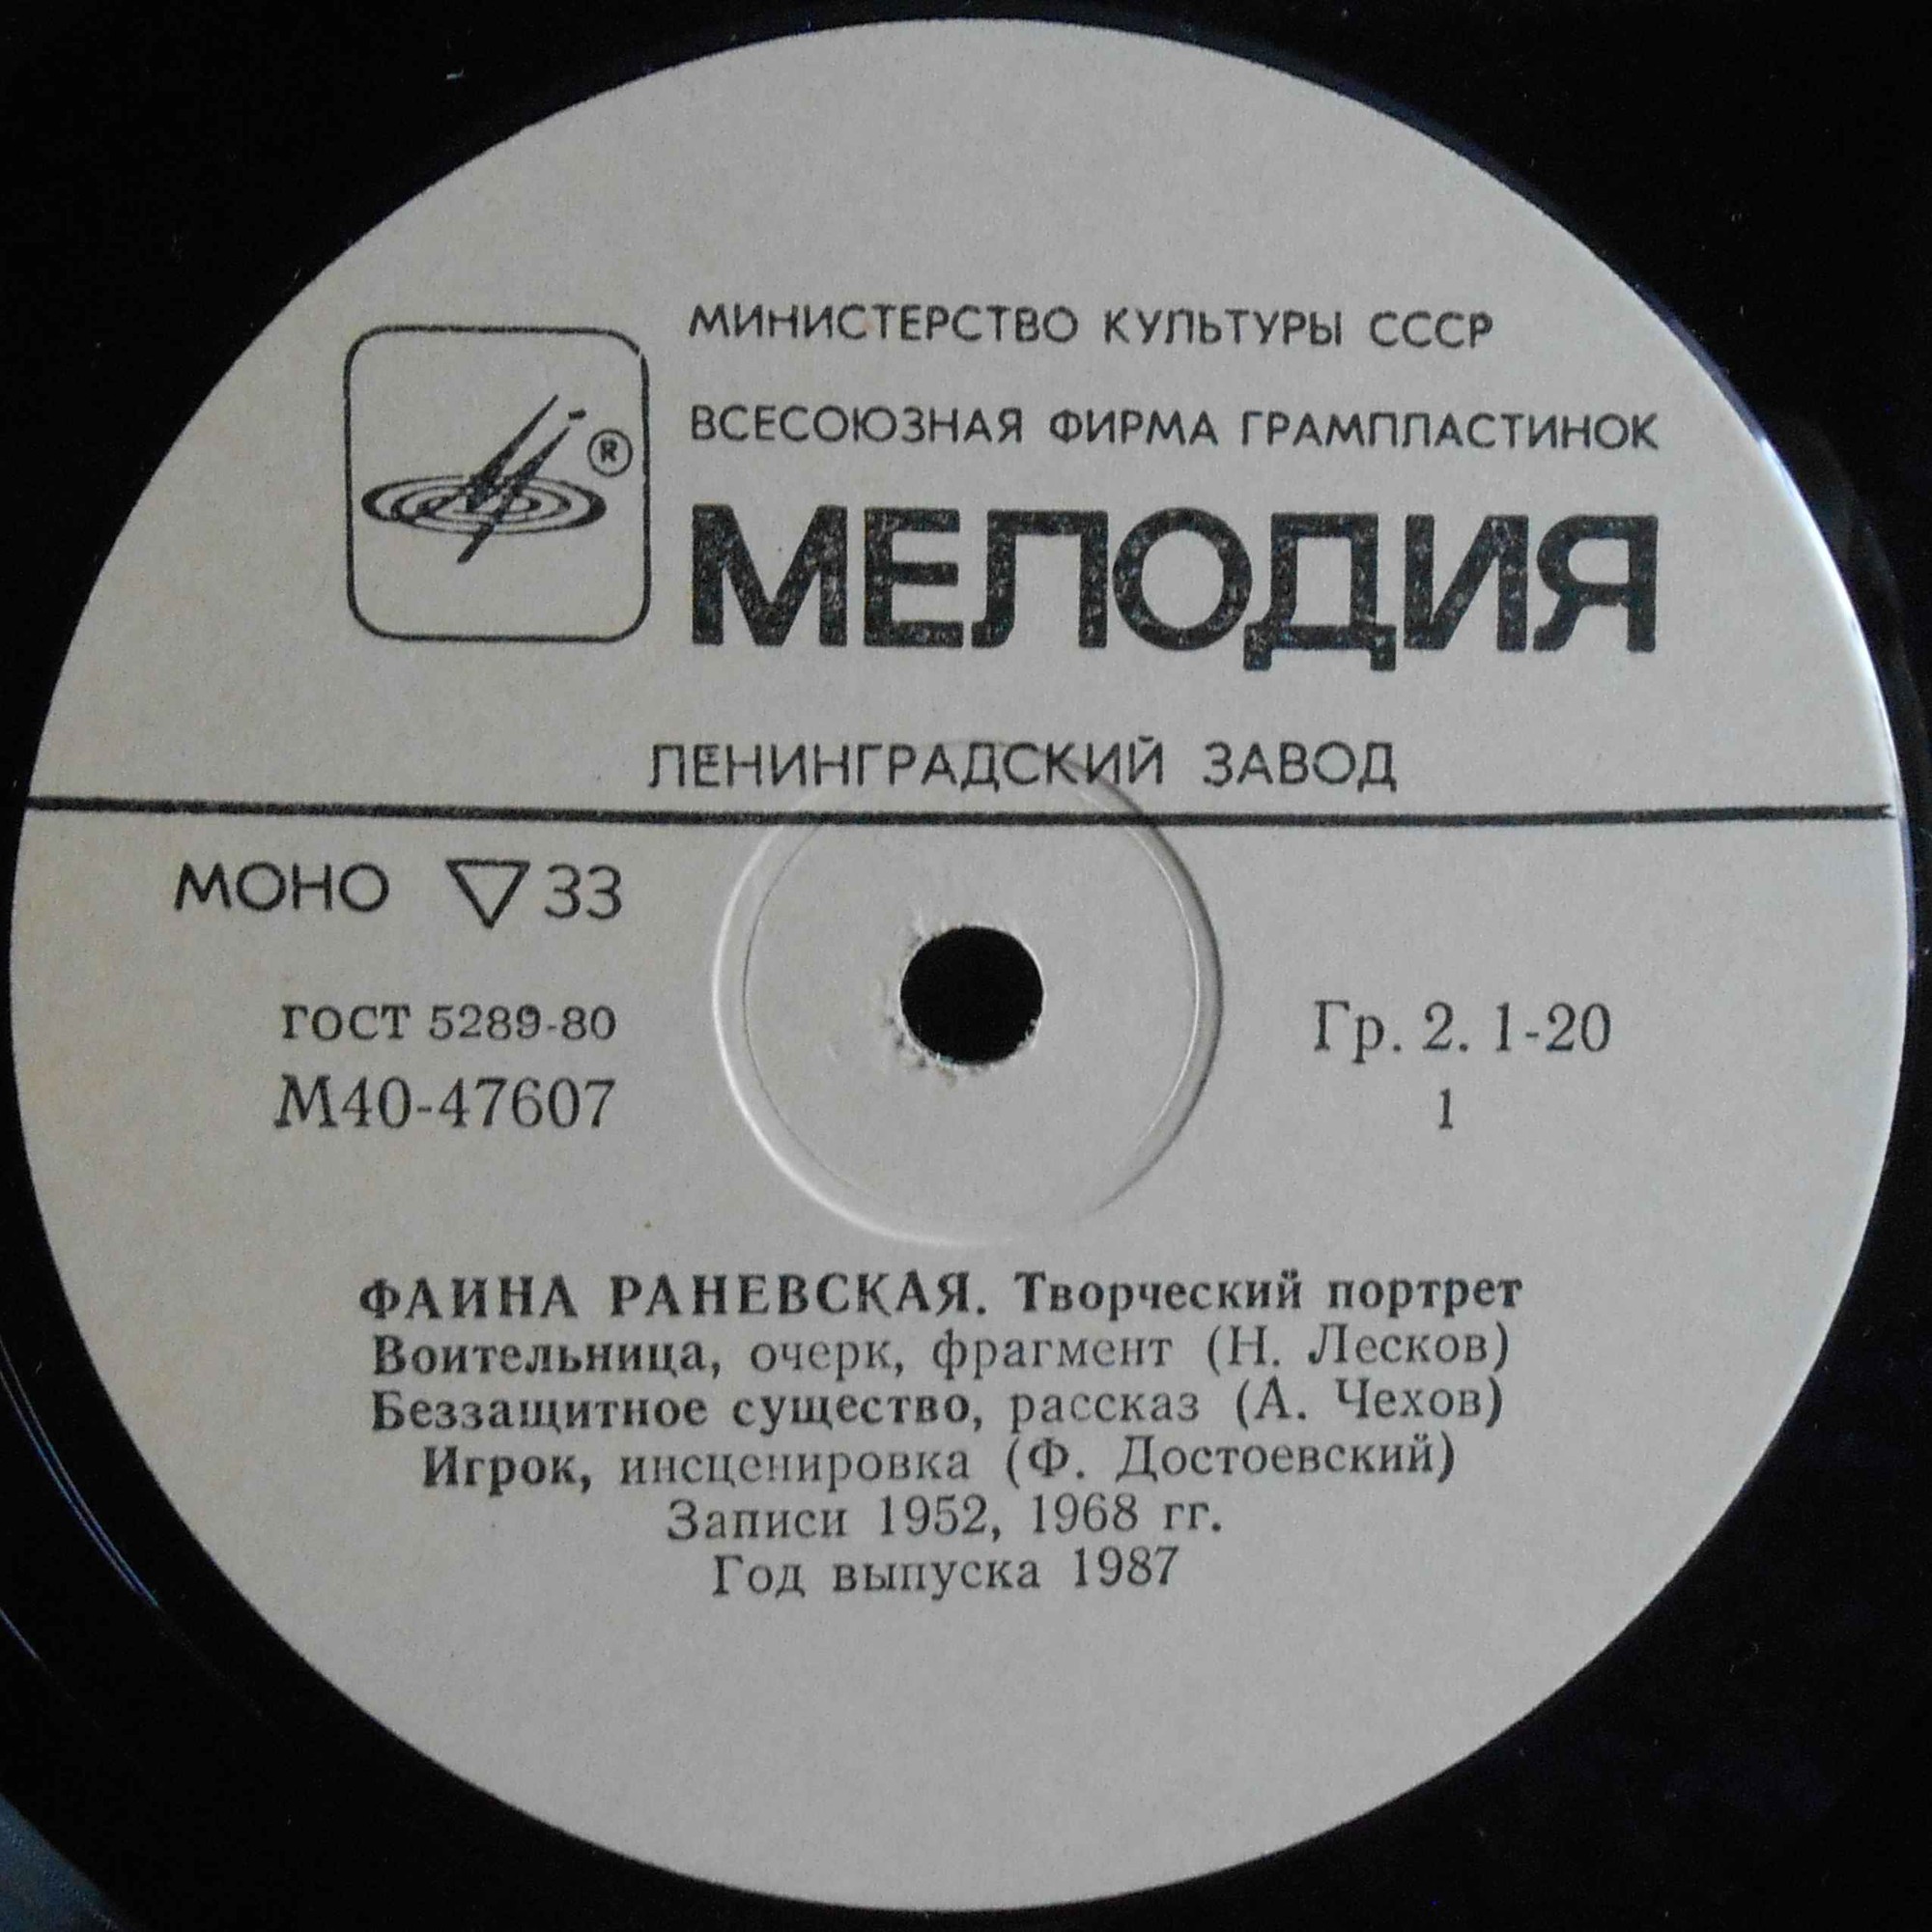 МИНИСТЕРСТВО КУЛЬТУРЫ СССР
ВСЕСОЮЗНАЯ ФИРМА ГРАМПЛАСТИНОК
®
МЕЛОДИЯ
ЛЕНИНГРАДСКИЙ ЗАВОД
МОНО ▽ 33
ГОСТ 5289-80
М40-47607
Гр. 2. 1-20
1
ФАИНА РАНЕВСКАЯ. Творческий портрет
Воительница, очерк, фрагмент (Н. Лесков)
Беззащитное существо, рассказ (А. Чехов)
Игрок, инсценировка (Ф. Достоевский)
Записи 1952, 1968 гг.
Год выпуска 1987